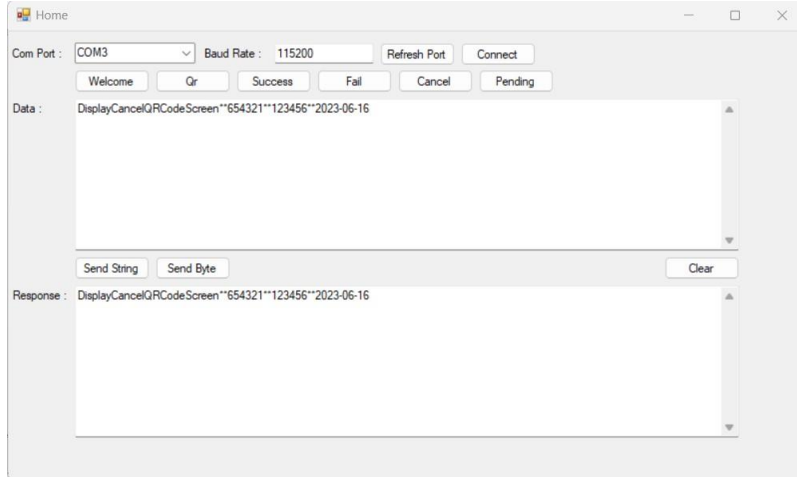 Home
Com Port : COM3 Baud Rate : 115200 Refresh Port Connect
Welcome Qr Success Fail Cancel Pending
Data : DisplayCancelQRCodeScreen**654321**123456**2023-06-16
Send String Send Byte Clear
Response : DisplayCancelQRCodeScreen**654321**123456**2023-06-16